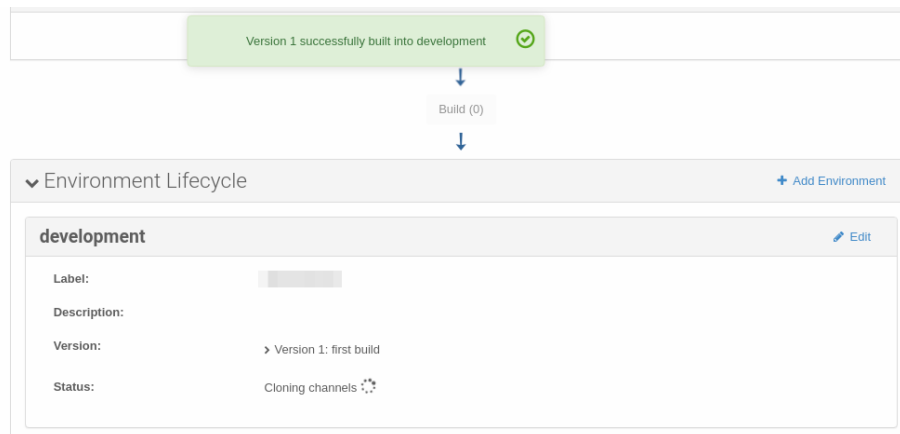 Version 1 successfully built into development
Build (0)
Environment Lifecycle
Add Environment
development
Edit
Label:
Description:
Version:
Version 1: first build
Status:
Cloning channels